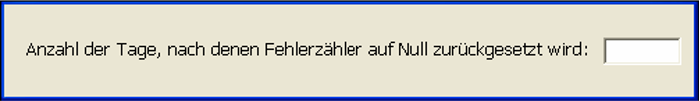 Anzahl der Tage, nach denen Fehlerzähler auf Null zurückgesetzt wird: